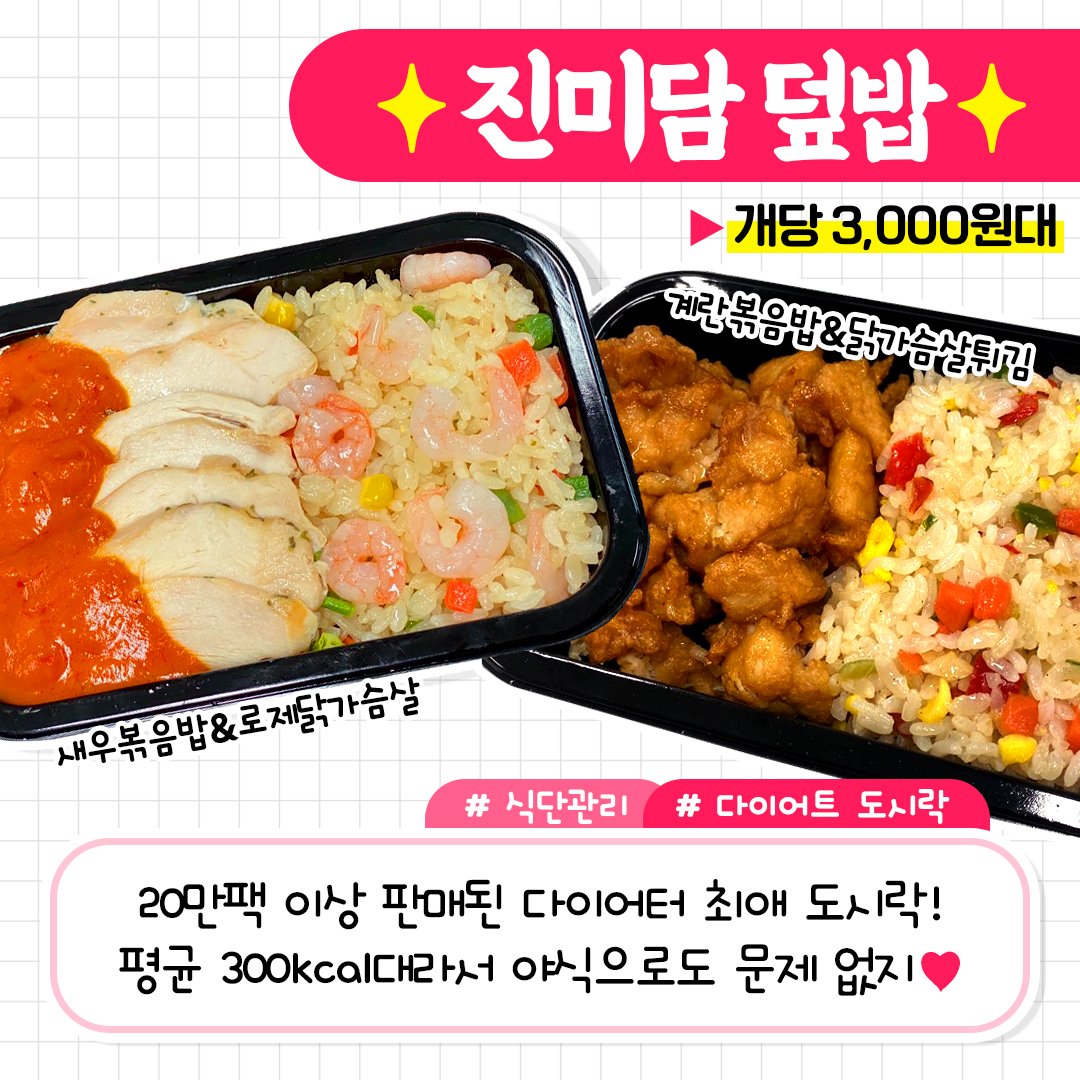 진미담 덮밥
개당 3,000원대
계란볶음밥&닭가슴살튀김
새우볶음밥&로제닭가슴살
# 식단관리
# 다이어트 도시락
20만팩 이상 판매된 다이어터 최애 도시락!
평균 300kcal대라서 야식으로도 문제 없지♥